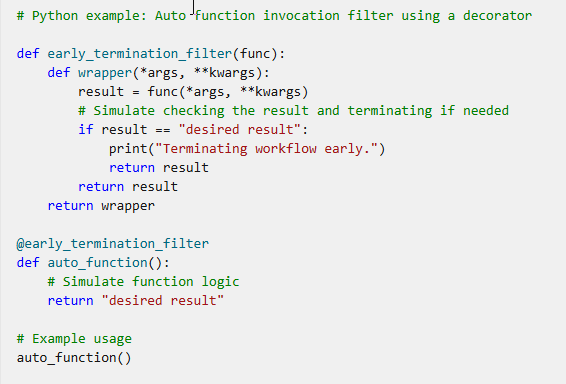 # Python example: Auto function invocation filter using a decorator
def early_termination_filter(func):
    def wrapper(*args, **kwargs):
        result = func(*args, **kwargs)
        # Simulate checking the result and terminating if needed
        if result == "desired result":
            print("Terminating workflow early.")
            return result
        return result
    return wrapper
@early_termination_filter
def auto_function():
    # Simulate function logic
    return "desired result"
# Example usage
auto_function()